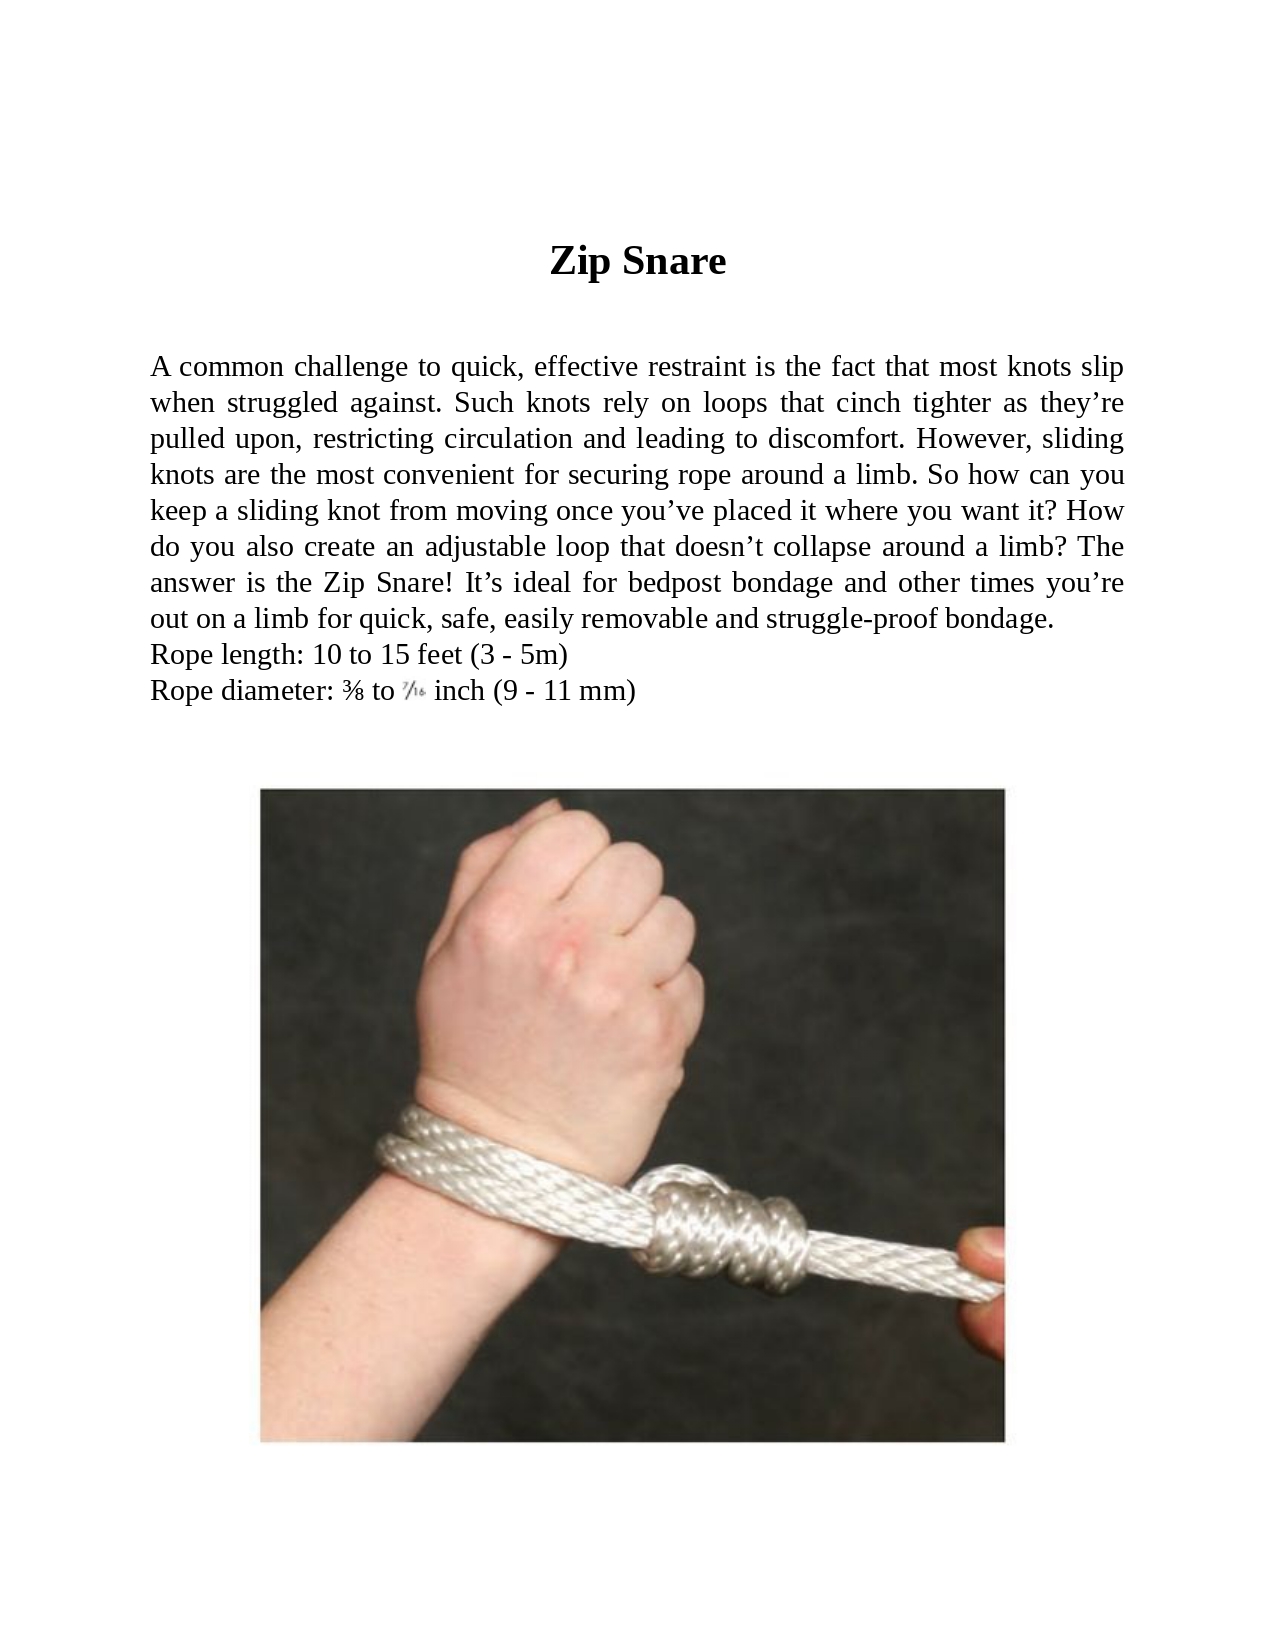 Zip Snare
A common challenge to quick, effective restraint is the fact that most knots slip
when struggled against. Such knots rely on loops that cinch tighter as they’re
pulled upon, restricting circulation and leading to discomfort. However, sliding
knots are the most convenient for securing rope around a limb. So how can you
keep a sliding knot from moving once you’ve placed it where you want it? How
do you also create an adjustable loop that doesn’t collapse around a limb? The
answer is the Zip Snare! It’s ideal for bedpost bondage and other times you’re
out on a limb for quick, safe, easily removable and struggle-proof bondage.
Rope length: 10 to 15 feet (3 - 5m)
Rope diameter: ⅜ to 7/16 inch (9 - 11 mm)